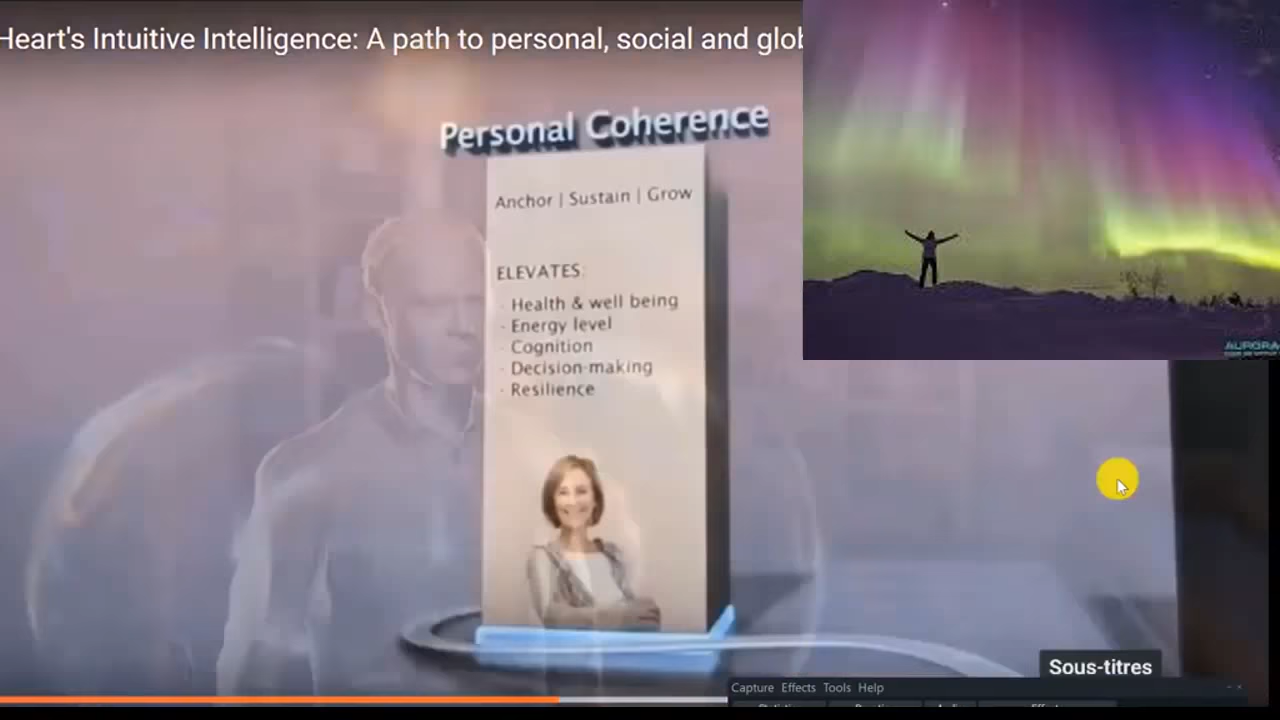 Heart's Intuitive Intelligence: A path to personal, social and glob
Personal Coherence
Anchor | Sustain | Grow
ELEVATES:
- Health & well being
- Energy level
- Cognition
- Decision-making
- Resilience
AURORA
Sous-titres
Capture Effects Tools Help